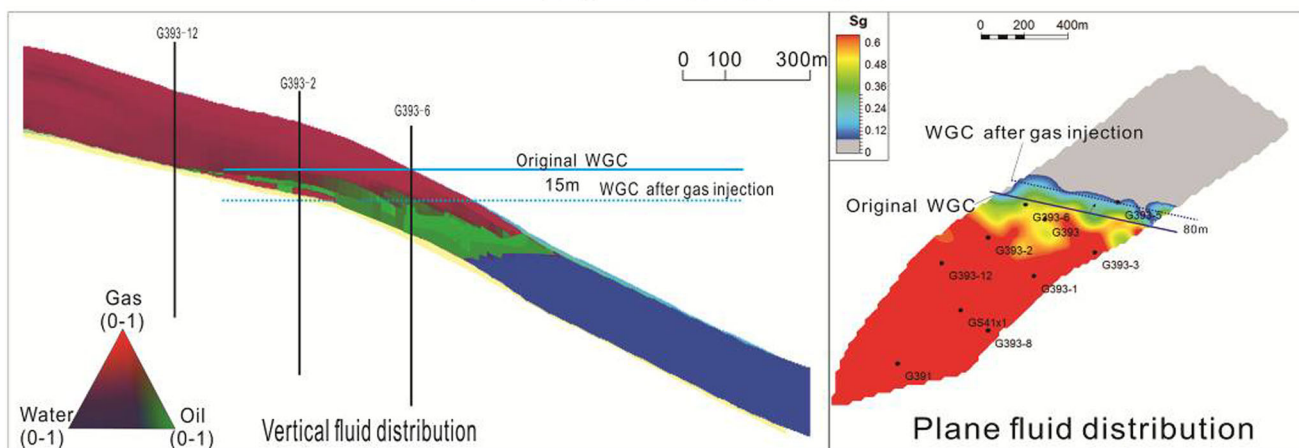 G393-12
G393-2
G393-6
0 100 300m
Original WGC
15m
WGC after gas injection
Gas
(0-1)
Water
(0-1)
Oil
(0-1)
Vertical fluid distribution
Sg
0.6
0.48
0.36
0.24
0.12
0
0 200 400m
WGC after gas injection
Original WGC
G393-6
G393-5
G393
80m
G393-2
G393-3
G393-12
G393-1
GS41x1
G393-8
G391
Plane fluid distribution